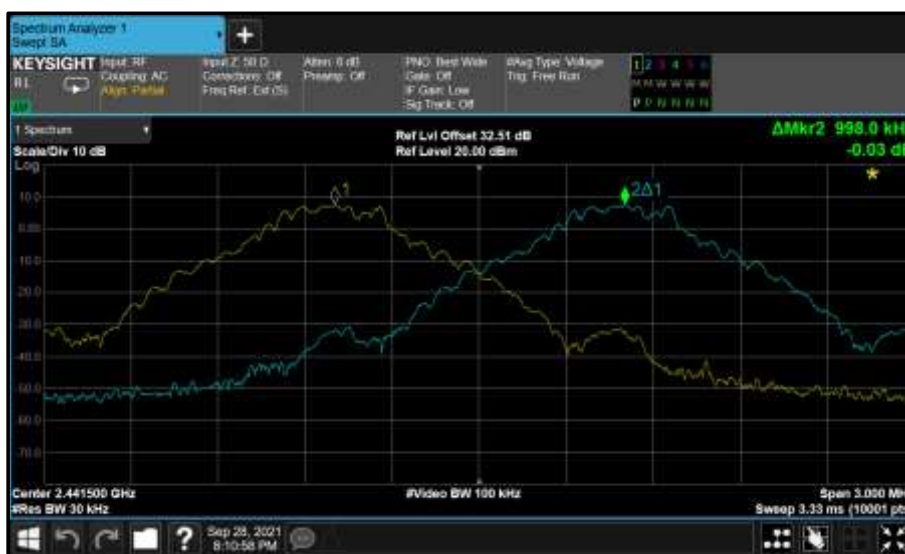 Spectrum Analyzer 1
Swept SA
+
KEYSIGHT Input: RF
R L
Coupling: AC
Align: Partial
Input Z: 50 Ω
Corrections: Off
Freq Ref: Ext (S)
Atten: 8 dB
Preamp: Off
PNO: Best Wide
Gate: Off
IF Gain: Low
Sig Track: Off
#Avg Type: Voltage
Trig: Free Run
1 2 3 4 5 6
M W W W W W
P N N N N
1 Spectrum
Scale/Div 10 dB
Log
Ref Lvl Offset 32.51 dB
Ref Level 20.00 dBm
ΔMkr2 998.0 kH
-0.03 d
*
10.0
0.00
-10.0
-20.0
-30.0
-40.0
-50.0
-60.0
-70.0
1
2Δ1
Center 2.441500 GHz
#Res BW 30 kHz
#Video BW 100 kHz
Span 3.000 MH
Sweep 3.33 ms (10001 pts
?
Sep 28, 2021
8:10:58 PM